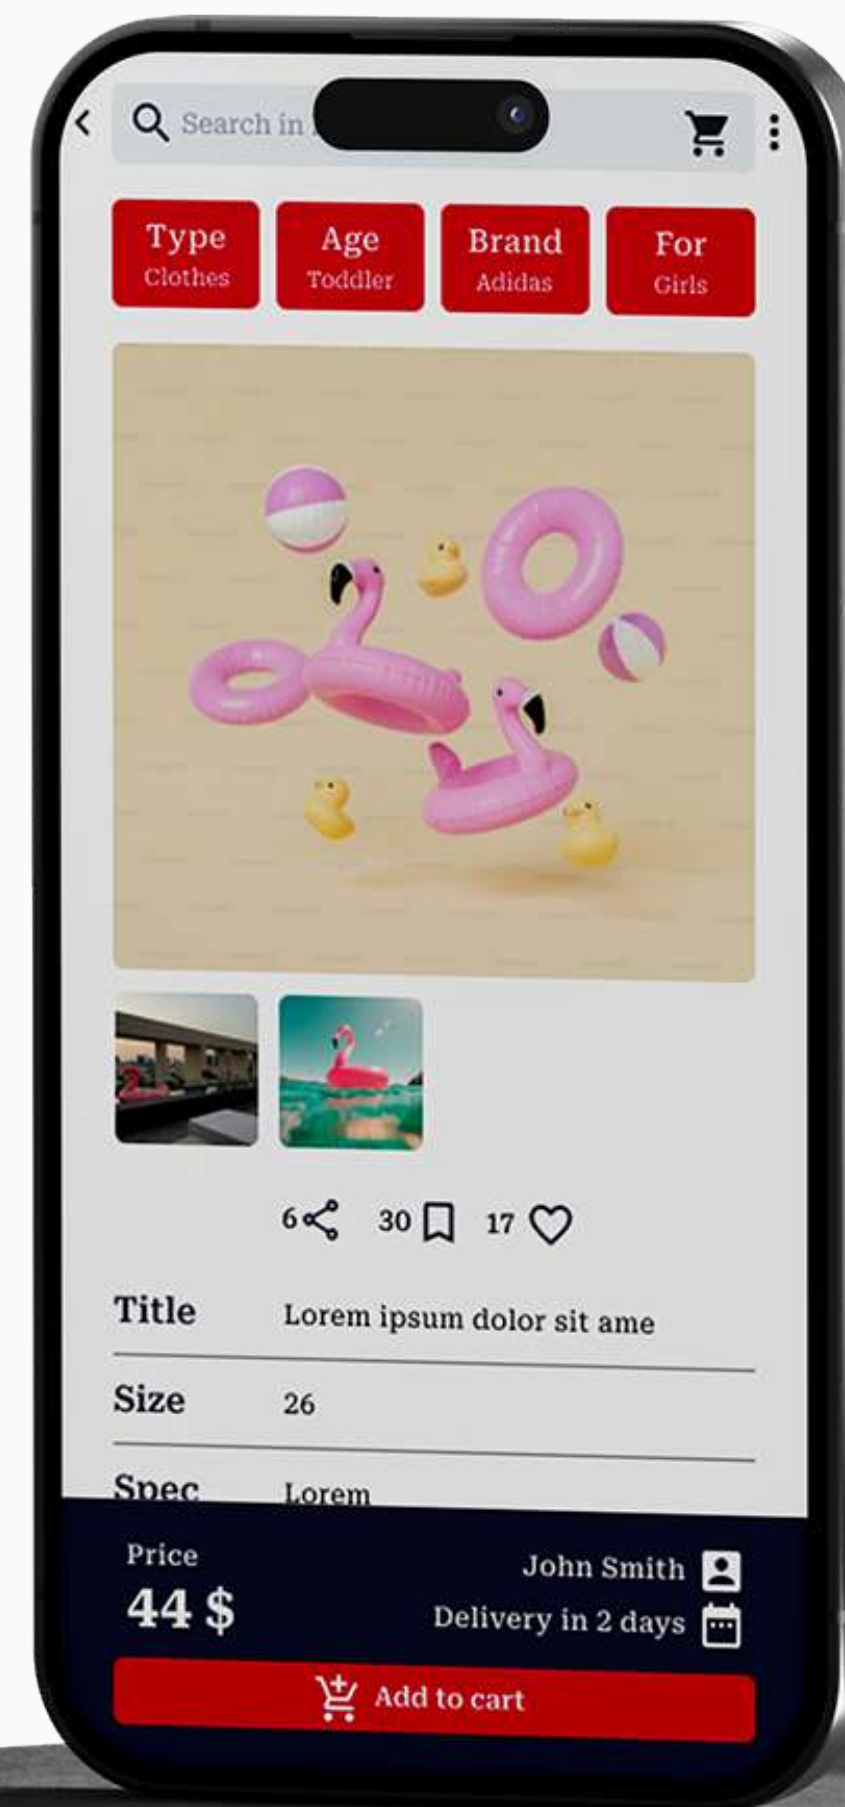 Search in
Type
Clothes
Age
Toddler
Brand
Adidas
For
Girls
6
30
17
Title
Lorem ipsum dolor sit ame
Size
26
Spec
Lorem
Price
44 $
John Smith
Delivery in 2 days
Add to cart